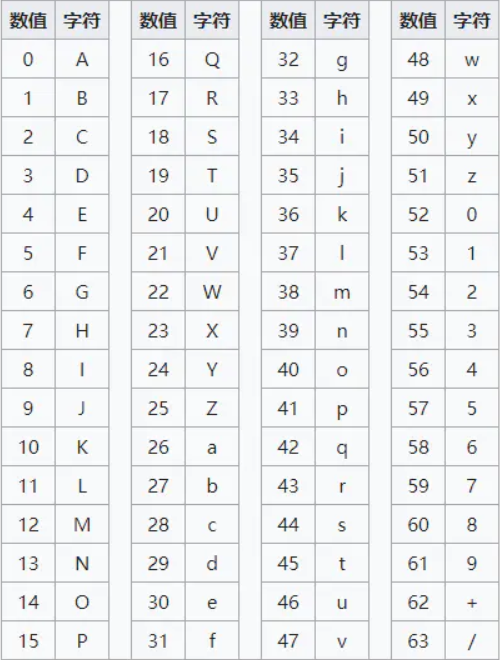 数值 字符 数值 字符 数值 字符 数值 字符
0 A 16 Q 32 g 48 w
1 B 17 R 33 h 49 x
2 C 18 S 34 i 50 y
3 D 19 T 35 j 51 z
4 E 20 U 36 k 52 0
5 F 21 V 37 l 53 1
6 G 22 W 38 m 54 2
7 H 23 X 39 n 55 3
8 I 24 Y 40 o 56 4
9 J 25 Z 41 p 57 5
10 K 26 a 42 q 58 6
11 L 27 b 43 r 59 7
12 M 28 c 44 s 60 8
13 N 29 d 45 t 61 9
14 O 30 e 46 u 62 +
15 P 31 f 47 v 63 /